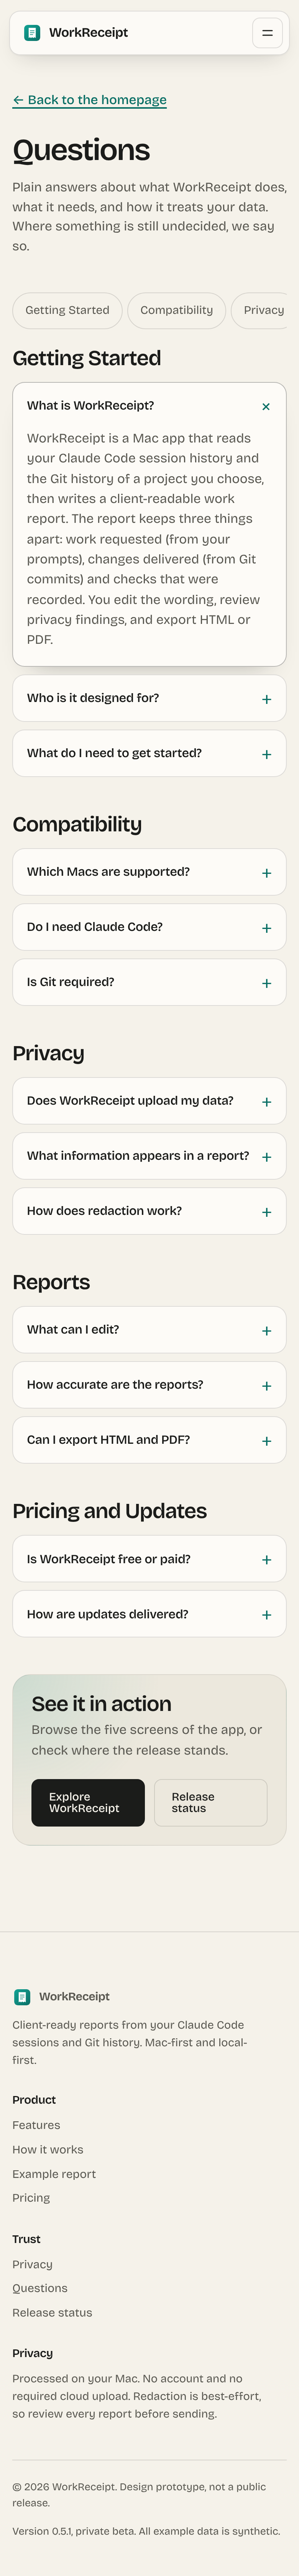 WorkReceipt
← Back to the homepage
Questions
Plain answers about what WorkReceipt does,
what it needs, and how it treats your data.
Where something is still undecided, we say
so.
Getting Started
Compatibility
Privacy
Getting Started
What is WorkReceipt?
WorkReceipt is a Mac app that reads
your Claude Code session history and
the Git history of a project you choose,
then writes a client-readable work
report. The report keeps three things
apart: work requested (from your
prompts), changes delivered (from Git
commits) and checks that were
recorded. You edit the wording, review
privacy findings, and export HTML or
PDF.
Who is it designed for?
What do I need to get started?
Compatibility
Which Macs are supported?
Do I need Claude Code?
Is Git required?
Privacy
Does WorkReceipt upload my data?
What information appears in a report?
How does redaction work?
Reports
What can I edit?
How accurate are the reports?
Can I export HTML and PDF?
Pricing and Updates
Is WorkReceipt free or paid?
How are updates delivered?
See it in action
Browse the five screens of the app, or
check where the release stands.
Explore
WorkReceipt
Release
status
WorkReceipt
Client-ready reports from your Claude Code
sessions and Git history. Mac-first and local-
first.
Product
Features
How it works
Example report
Pricing
Trust
Privacy
Questions
Release status
Privacy
Processed on your Mac. No account and no
required cloud upload. Redaction is best-effort,
so review every report before sending.
© 2026 WorkReceipt. Design prototype, not a public
release.
Version 0.5.1, private beta. All example data is synthetic.